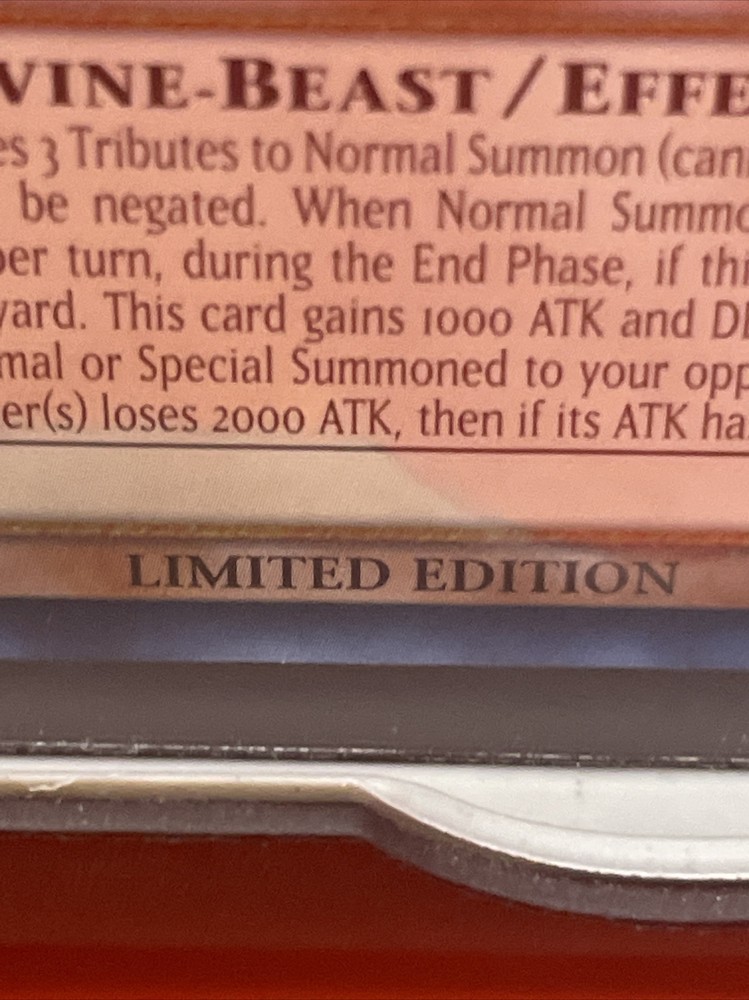 VINE-BEAST/EFFE
es 3 Tributes to Normal Summon (can
be negated. When Normal Summo
per turn, during the End Phase, if thi
yard. This card gains 1000 ATK and D
mal or Special Summoned to your opp
er(s) loses 2000 ATK, then if its ATK ha
LIMITED EDITION